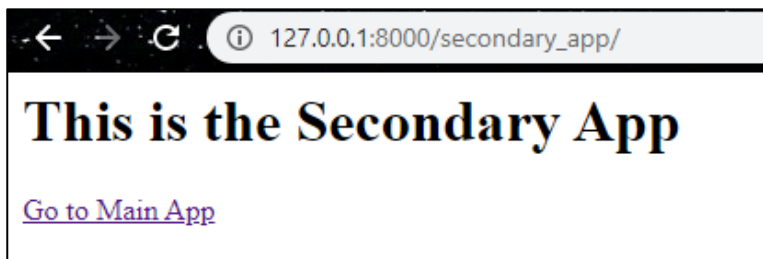 127.0.0.1:8000/secondary_app/
This is the Secondary App
Go to Main App